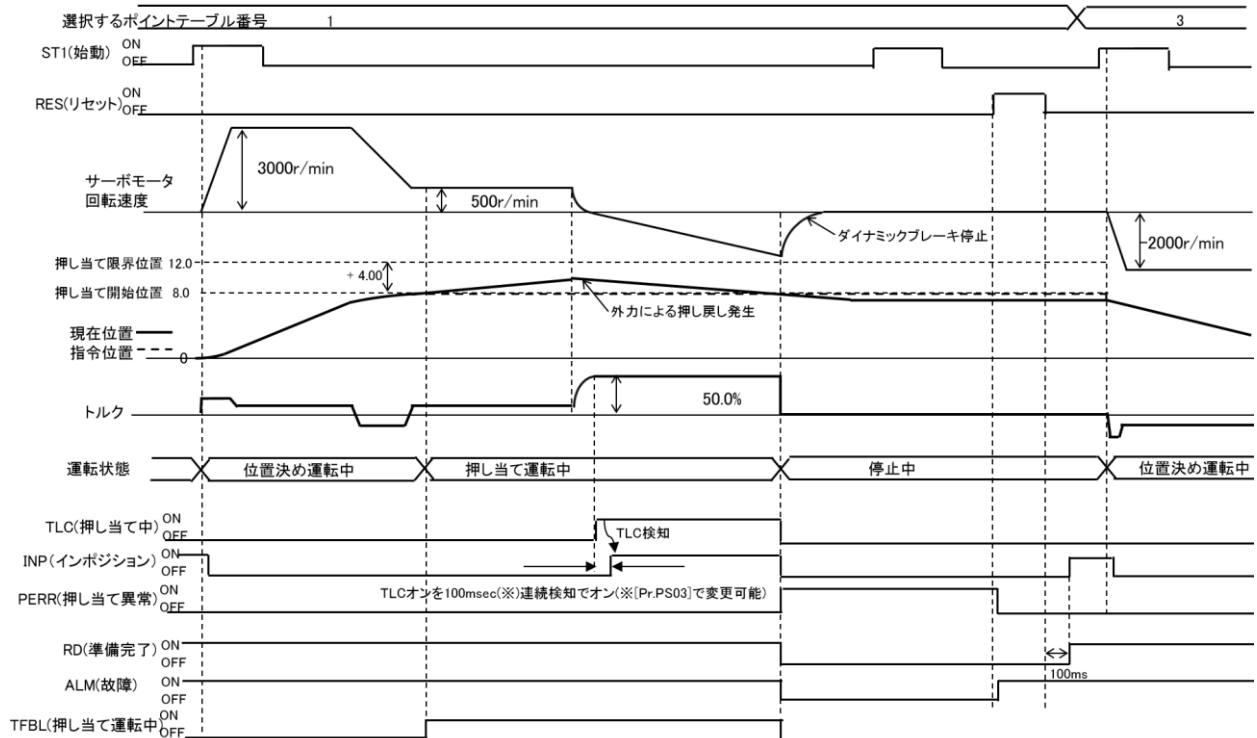 選択するポイントテーブル番号 1 3
ST1(始動) ON
OFF
RES(リセット) ON
OFF
3000r/min
サーボモータ
回転速度
500r/min
ダイナミックブレーキ停止
-2000r/min
押し当て限界位置 12.0
+ 4.00
押し当て開始位置 8.0
外力による押し戻し発生
現在位置
指令位置
0
トルク
50.0%
運転状態 位置決め運転中 押し当て運転中 停止中 位置決め運転中
TLC(押し当て中) ON
OFF
TLC検知
INP(インポジション) ON
OFF
TLCオンを100msec(※)連続検知でオン(※[Pr.PS03]で変更可能)
PERR(押し当て異常) ON
OFF
RD(準備完了) ON
OFF
100ms
ALM(故障) ON
OFF
TFBL(押し当て運転中) ON
OFF